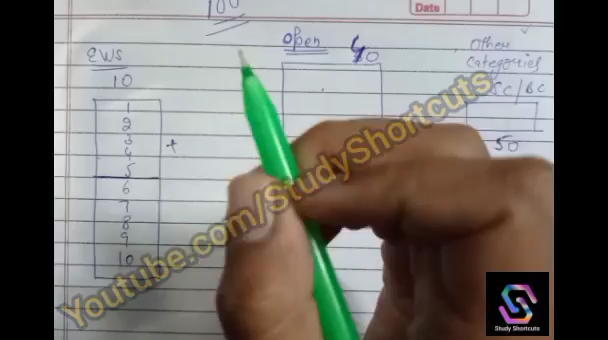 100
Date
EWS
10
1
2
3
4
5
6
7
8
9
10
+
Open 40
Other
Categories
SC/BC
50
Youtube.com/StudyShortcuts
Study Shortcuts